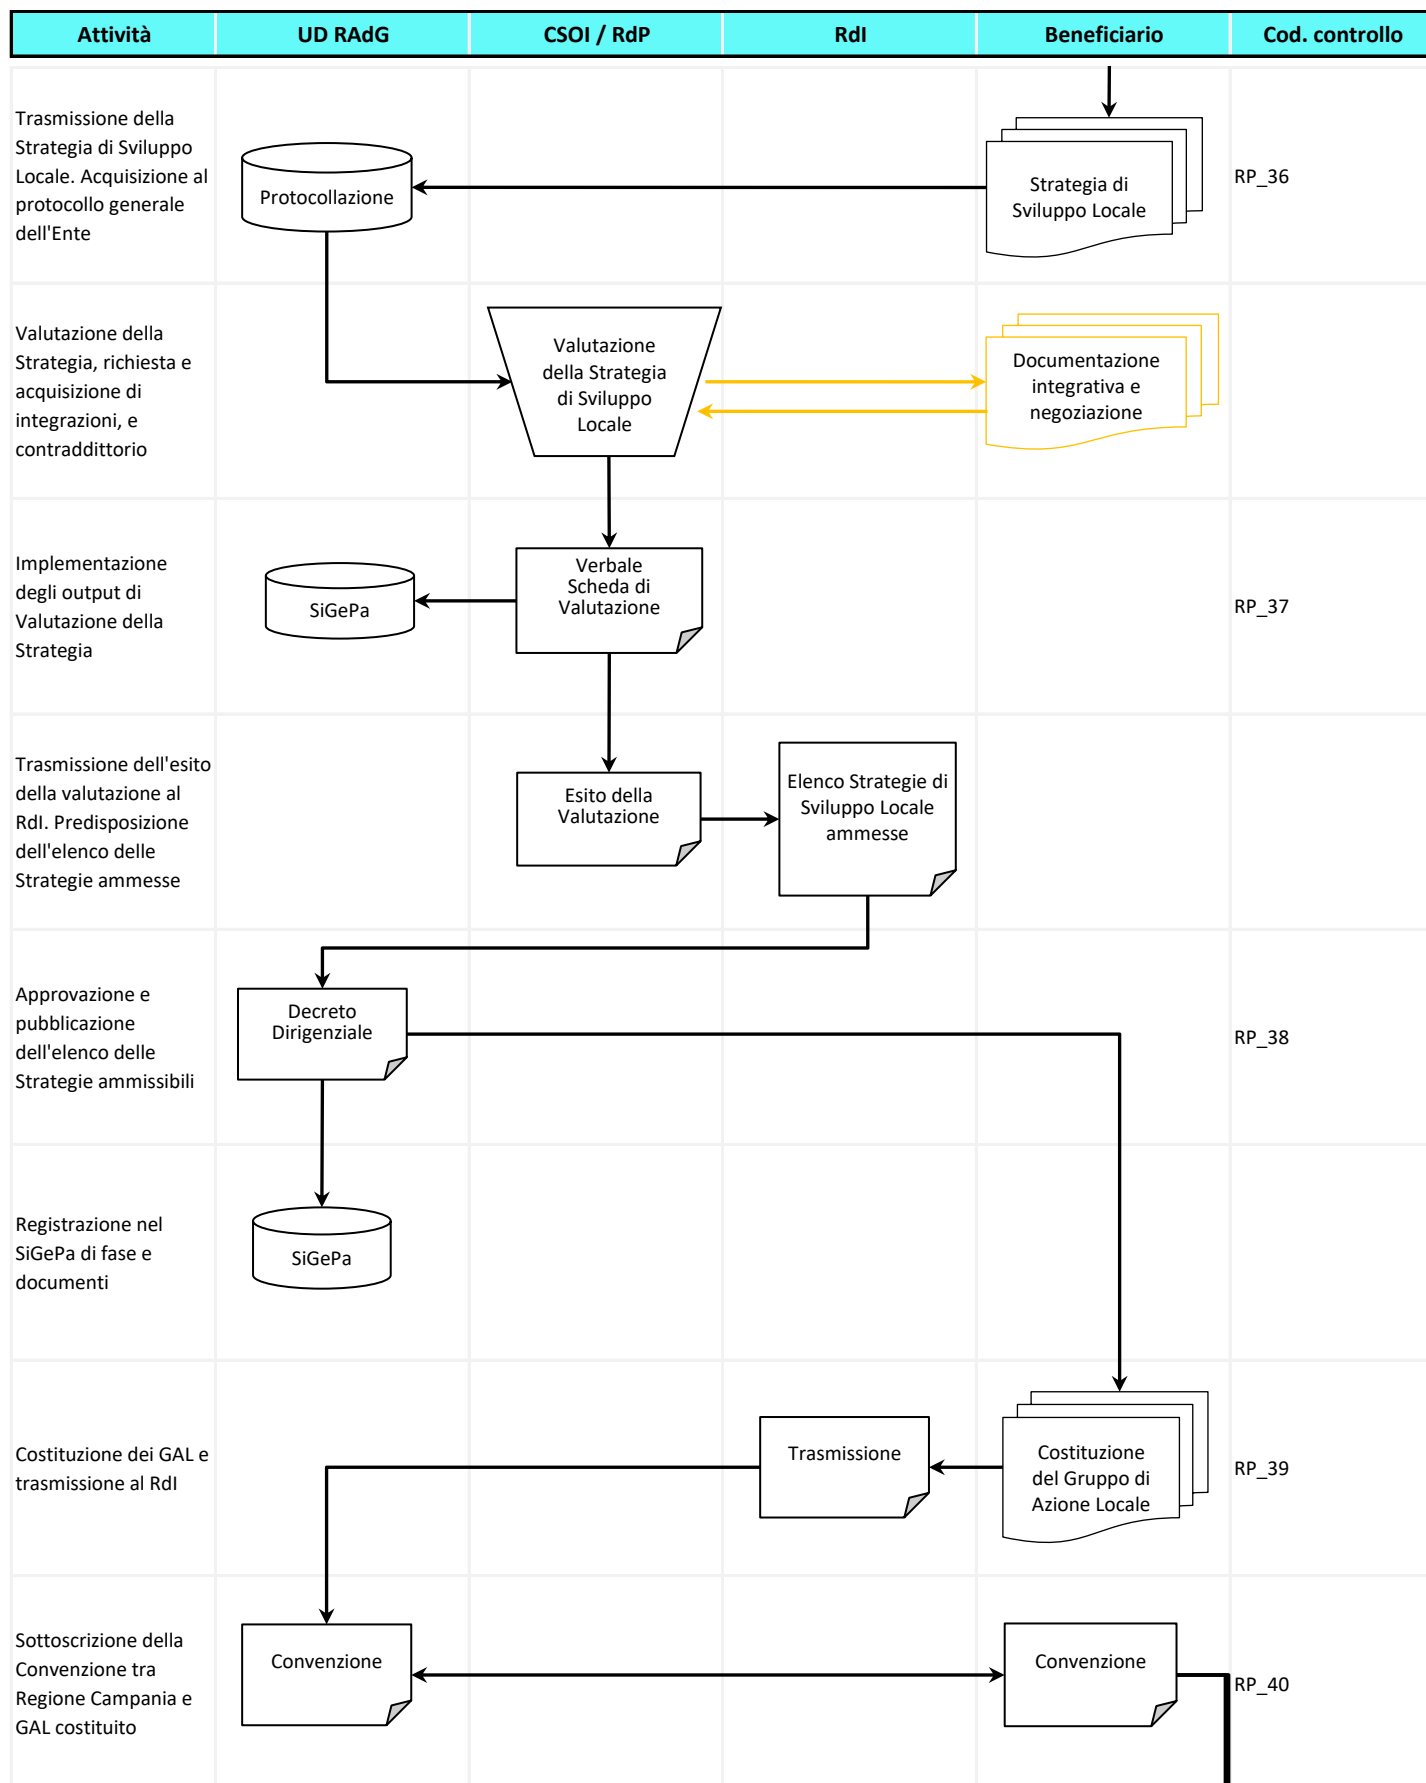 Attività
UD RAdG
CSOI / RdP
RdI
Beneficiario
Cod. controllo
Trasmissione della
Strategia di Sviluppo
Locale. Acquisizione al
protocollo generale
dell'Ente
Protocollazione
Strategia di
Sviluppo Locale
RP_36
Valutazione della
Strategia, richiesta e
acquisizione di
integrazioni, e
contraddittorio
Valutazione
della Strategia
di Sviluppo
Locale
Documentazione
integrativa e
negoziazione
Implementazione
degli output di
Valutazione della
Strategia
SiGePa
Verbale
Scheda di
Valutazione
RP_37
Trasmissione dell'esito
della valutazione al
RdI. Predisposizione
dell'elenco delle
Strategie ammesse
Esito della
Valutazione
Elenco Strategie di
Sviluppo Locale
ammesse
Approvazione e
pubblicazione
dell'elenco delle
Strategie ammissibili
Decreto
Dirigenziale
RP_38
Registrazione nel
SiGePa di fase e
documenti
SiGePa
Costituzione dei GAL e
trasmissione al RdI
Trasmissione
Costituzione
del Gruppo di
Azione Locale
RP_39
Sottoscrizione della
Convenzione tra
Regione Campania e
GAL costituito
Convenzione
Convenzione
RP_40